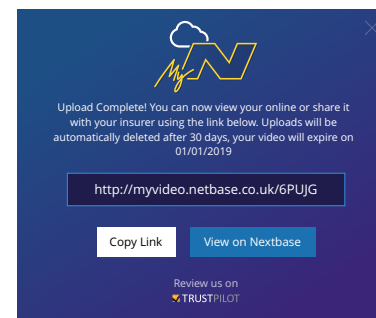 My N
Upload Complete! You can now view your online or share it
with your insurer using the link below. Uploads will be
automatically deleted after 30 days, your video will expire on
01/01/2019
http://myvideo.netbase.co.uk/6PUJG
Copy Link View on Nextbase
Review us on
TRUSTPILOT